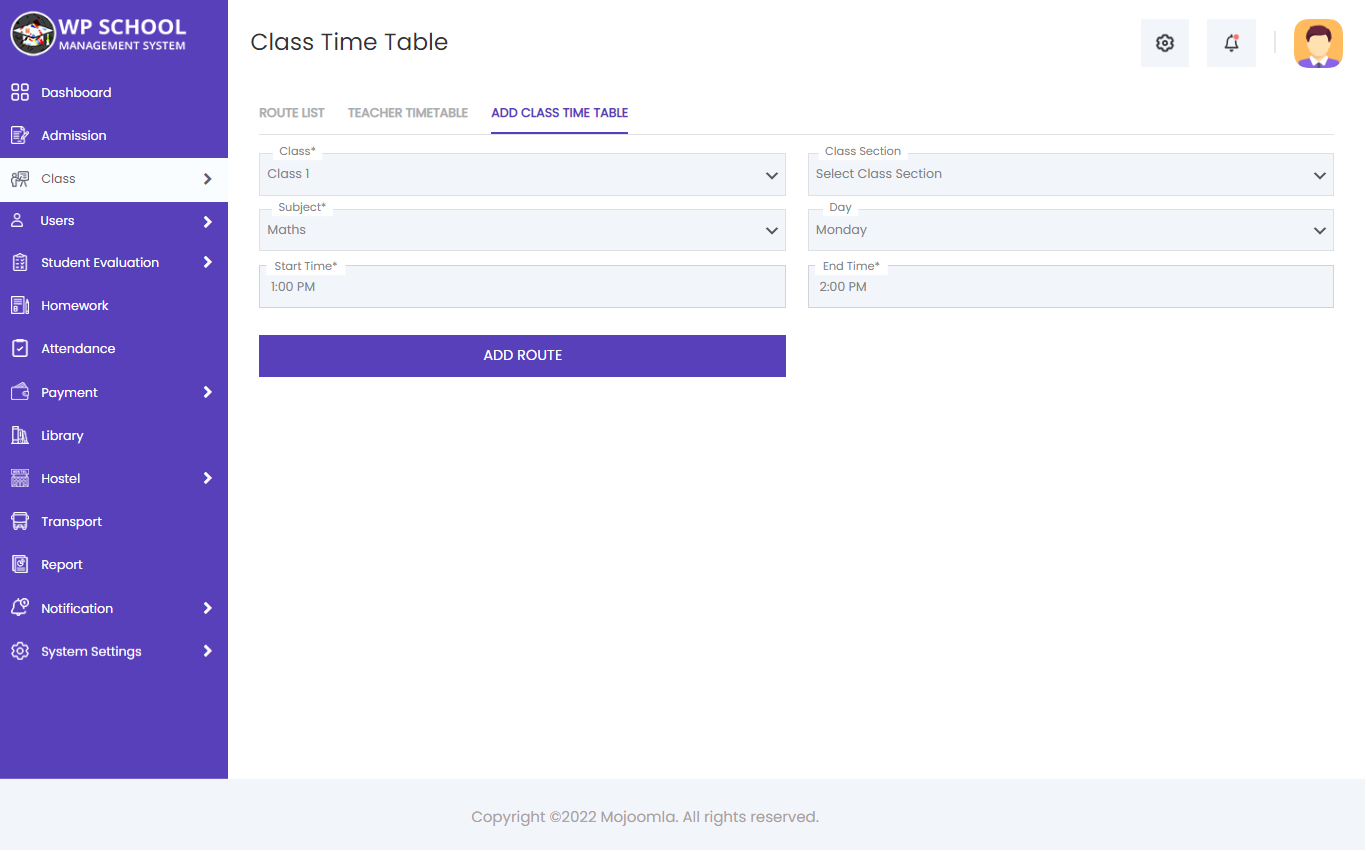 WP SCHOOL
MANAGEMENT SYSTEM
Class Time Table
Dashboard
Admission
Class
Users
Student Evaluation
Homework
Attendance
Payment
Library
Hostel
Transport
Report
Notification
System Settings
ROUTE LIST TEACHER TIMETABLE ADD CLASS TIME TABLE
Class* Class Section
Class 1 Select Class Section
Subject* Day
Maths Monday
Start Time* End Time*
1:00 PM 2:00 PM
ADD ROUTE
Copyright ©2022 Mojoomla. All rights reserved.